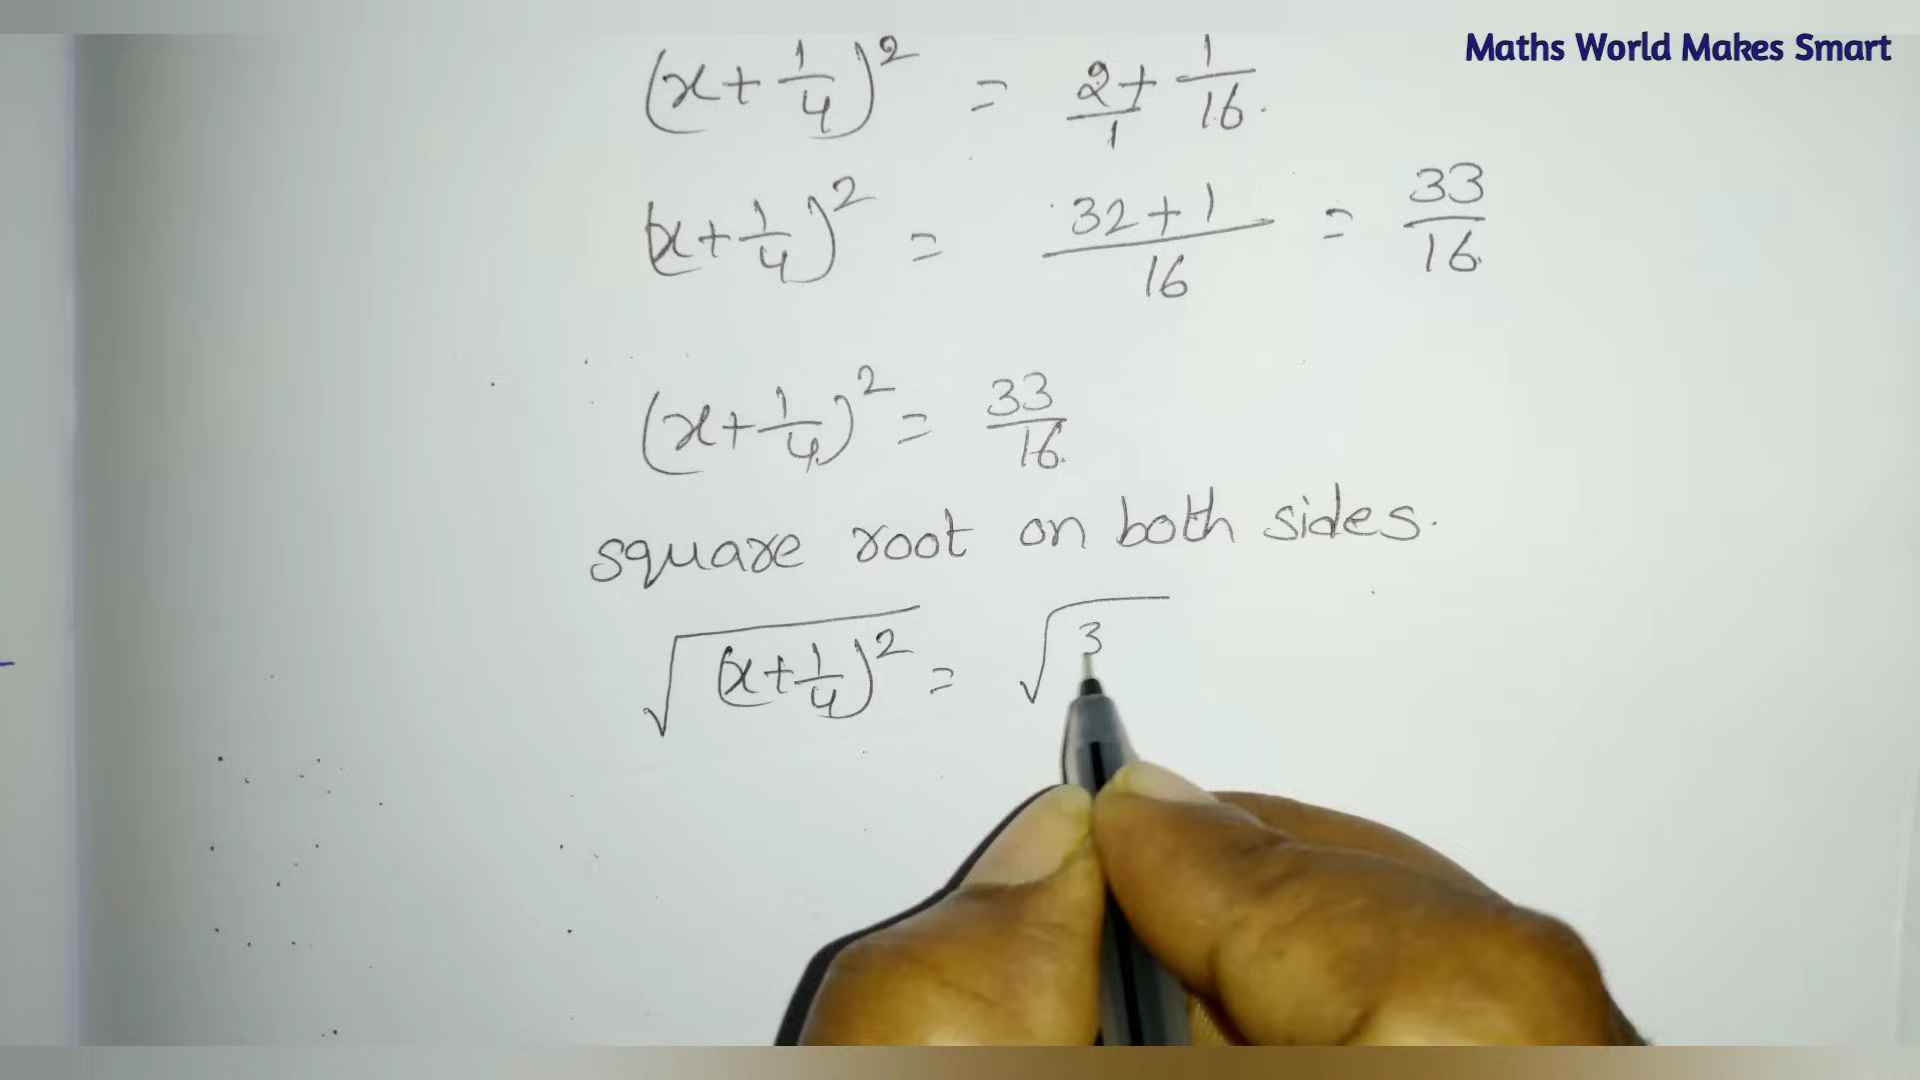 Maths World Makes Smart
(x + 1/4)² = 2/1 + 1/16
(x + 1/4)² = (32 + 1)/16 = 33/16
(x + 1/4)² = 33/16
square root on both sides.
√(x + 1/4)² = √3